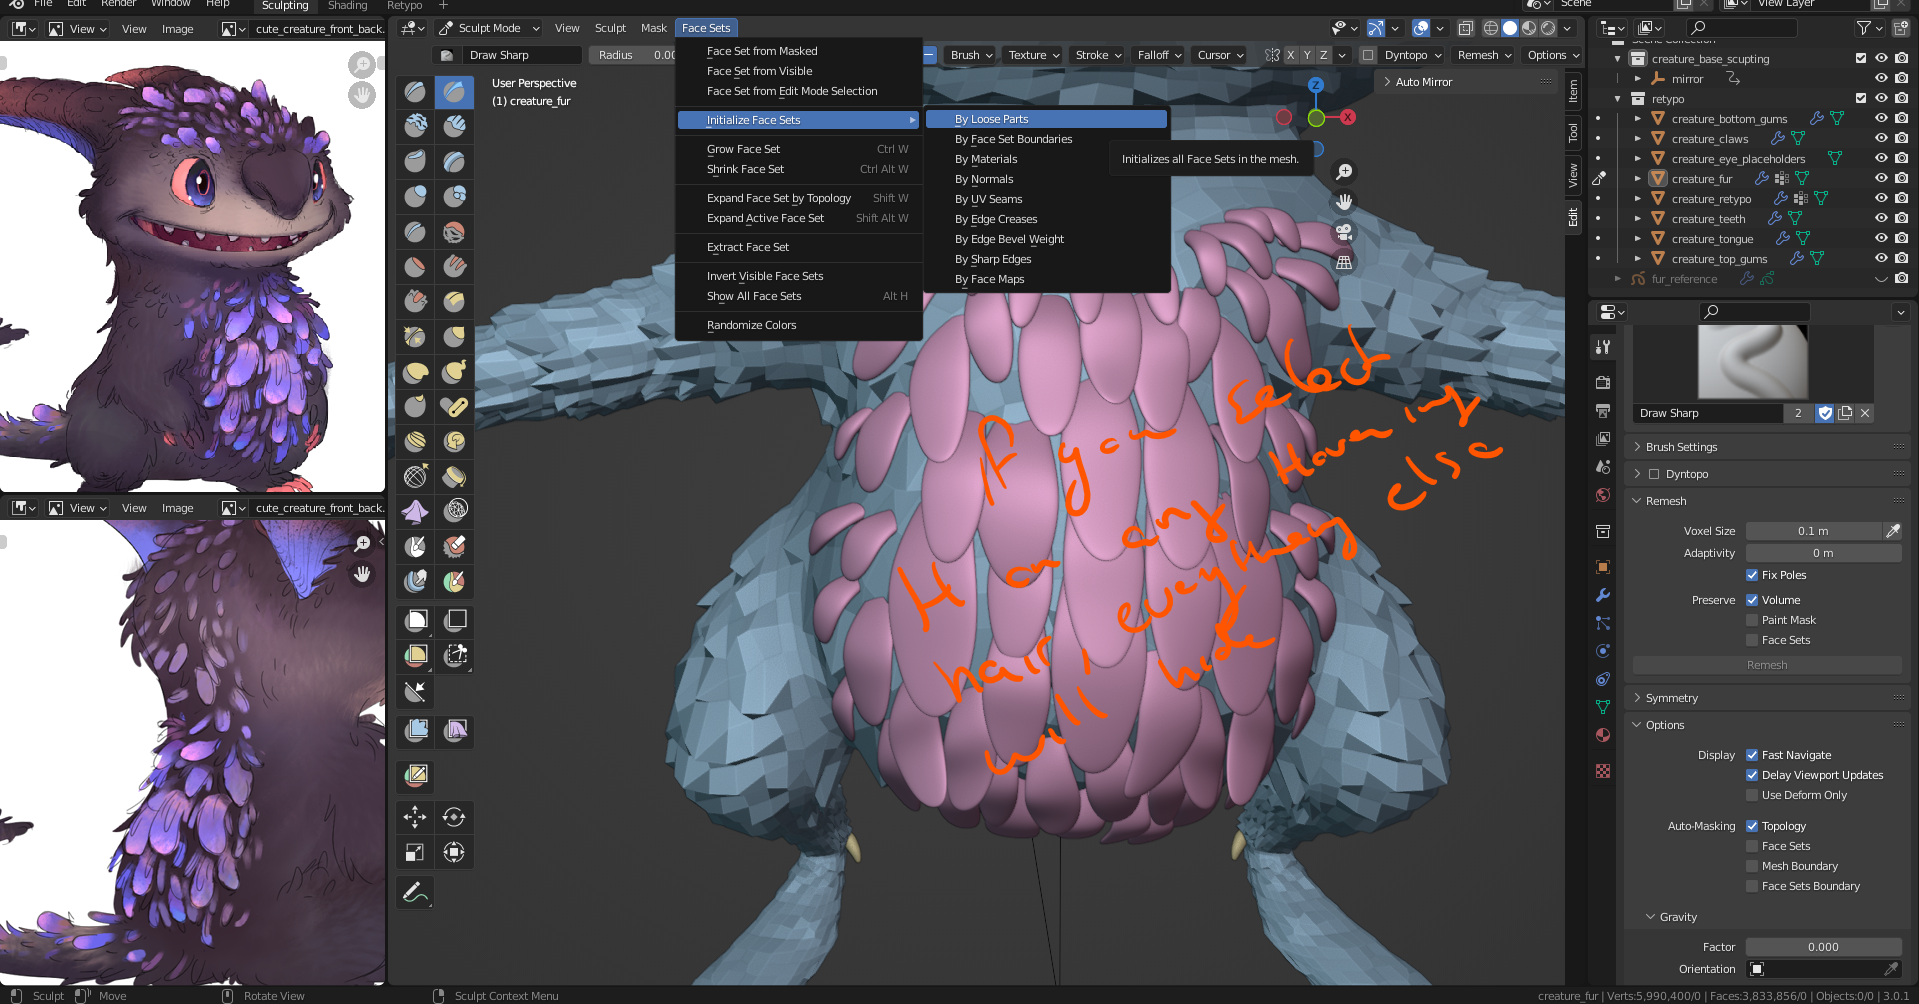 File Edit Render Window Help Sculpting Shading Retypo + Scene View Layer
View View Image cute_creature_front_back.
Sculpt Mode View Sculpt Mask Face Sets
Draw Sharp Radius 0.00 Brush Texture Stroke Falloff Cursor X Y Z Dyntopo Remesh Options
User Perspective
(1) creature_fur
Face Set from Masked
Face Set from Visible
Face Set from Edit Mode Selection
Initialize Face Sets
Grow Face Set Ctrl W
Shrink Face Set Ctrl Alt W
Expand Face Set by Topology Shift W
Expand Active Face Set Shift Alt W
Extract Face Set
Invert Visible Face Sets
Show All Face Sets Alt H
Randomize Colors
By Loose Parts
By Face Set Boundaries
By Materials
By Normals
By UV Seams
By Edge Creases
By Edge Bevel Weight
By Sharp Edges
By Face Maps
Initializes all Face Sets in the mesh.
Auto Mirror
Z
X
Item
Tool
View
Edit
If you select
H on any Havening
hair, everything else
will hide
View View Image cute_creature_front_back.
Scene Collection
creature_base_scupting
mirror
retypo
creature_bottom_gums
creature_claws
creature_eye_placeholders
creature_fur
creature_retypo
creature_teeth
creature_tongue
creature_top_gums
fur_reference
Draw Sharp 2
Brush Settings
Dyntopo
Remesh
Voxel Size 0.1 m
Adaptivity 0 m
Fix Poles
Preserve Volume
Paint Mask
Face Sets
Remesh
Symmetry
Options
Display Fast Navigate
Delay Viewport Updates
Use Deform Only
Auto-Masking Topology
Face Sets
Mesh Boundary
Face Sets Boundary
Gravity
Factor 0.000
Orientation
Sculpt Move Rotate View Sculpt Context Menu creature_fur | Verts:5,990,400/0 | Faces:3,833,856/0 | Objects:0/0 | 3.0.1